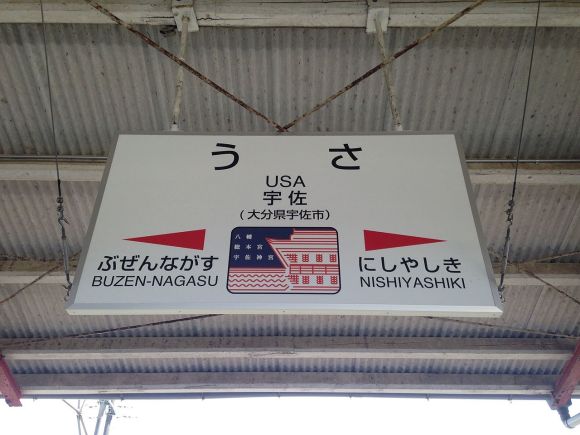 うさ
USA
宇佐
(大分県宇佐市)
ぶぜんながす
BUZEN-NAGASU
八幡
総本宮
宇佐神宮
にしやしき
NISHIYASHIKI